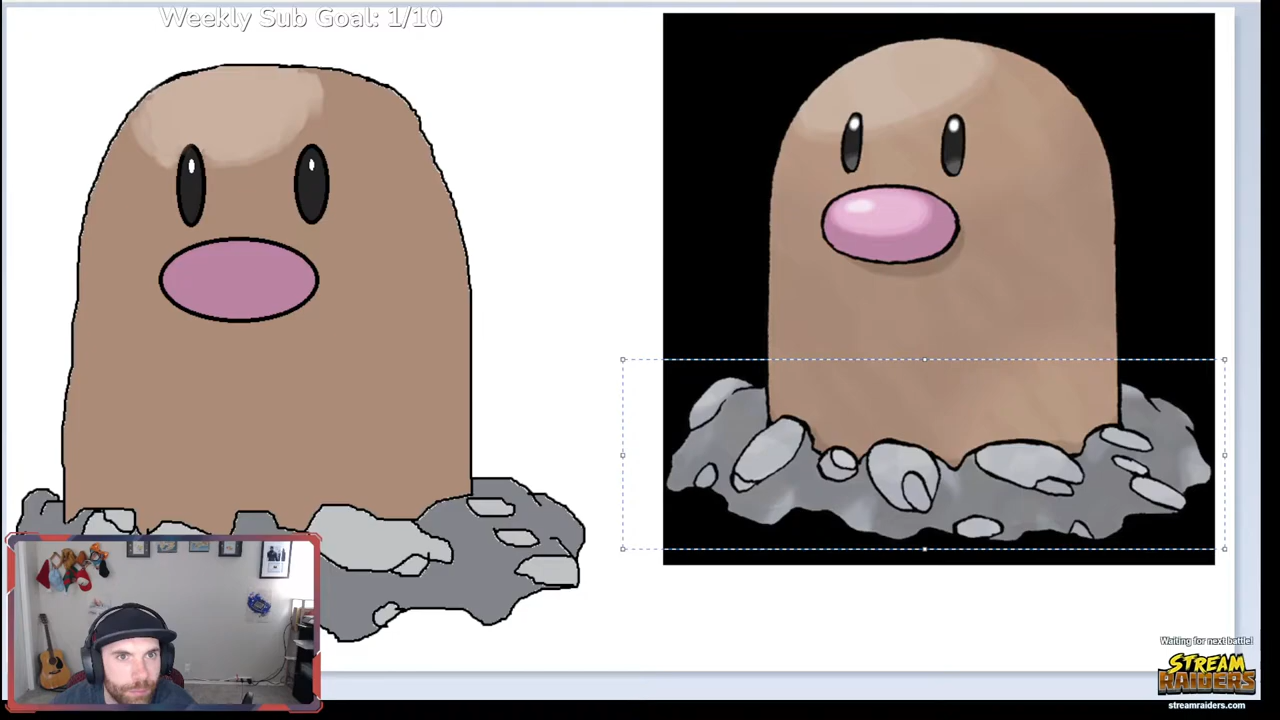 Weekly Sub Goal: 1/10
Waiting for next battle!
STREAM
RAIDERS
streamraiders.com